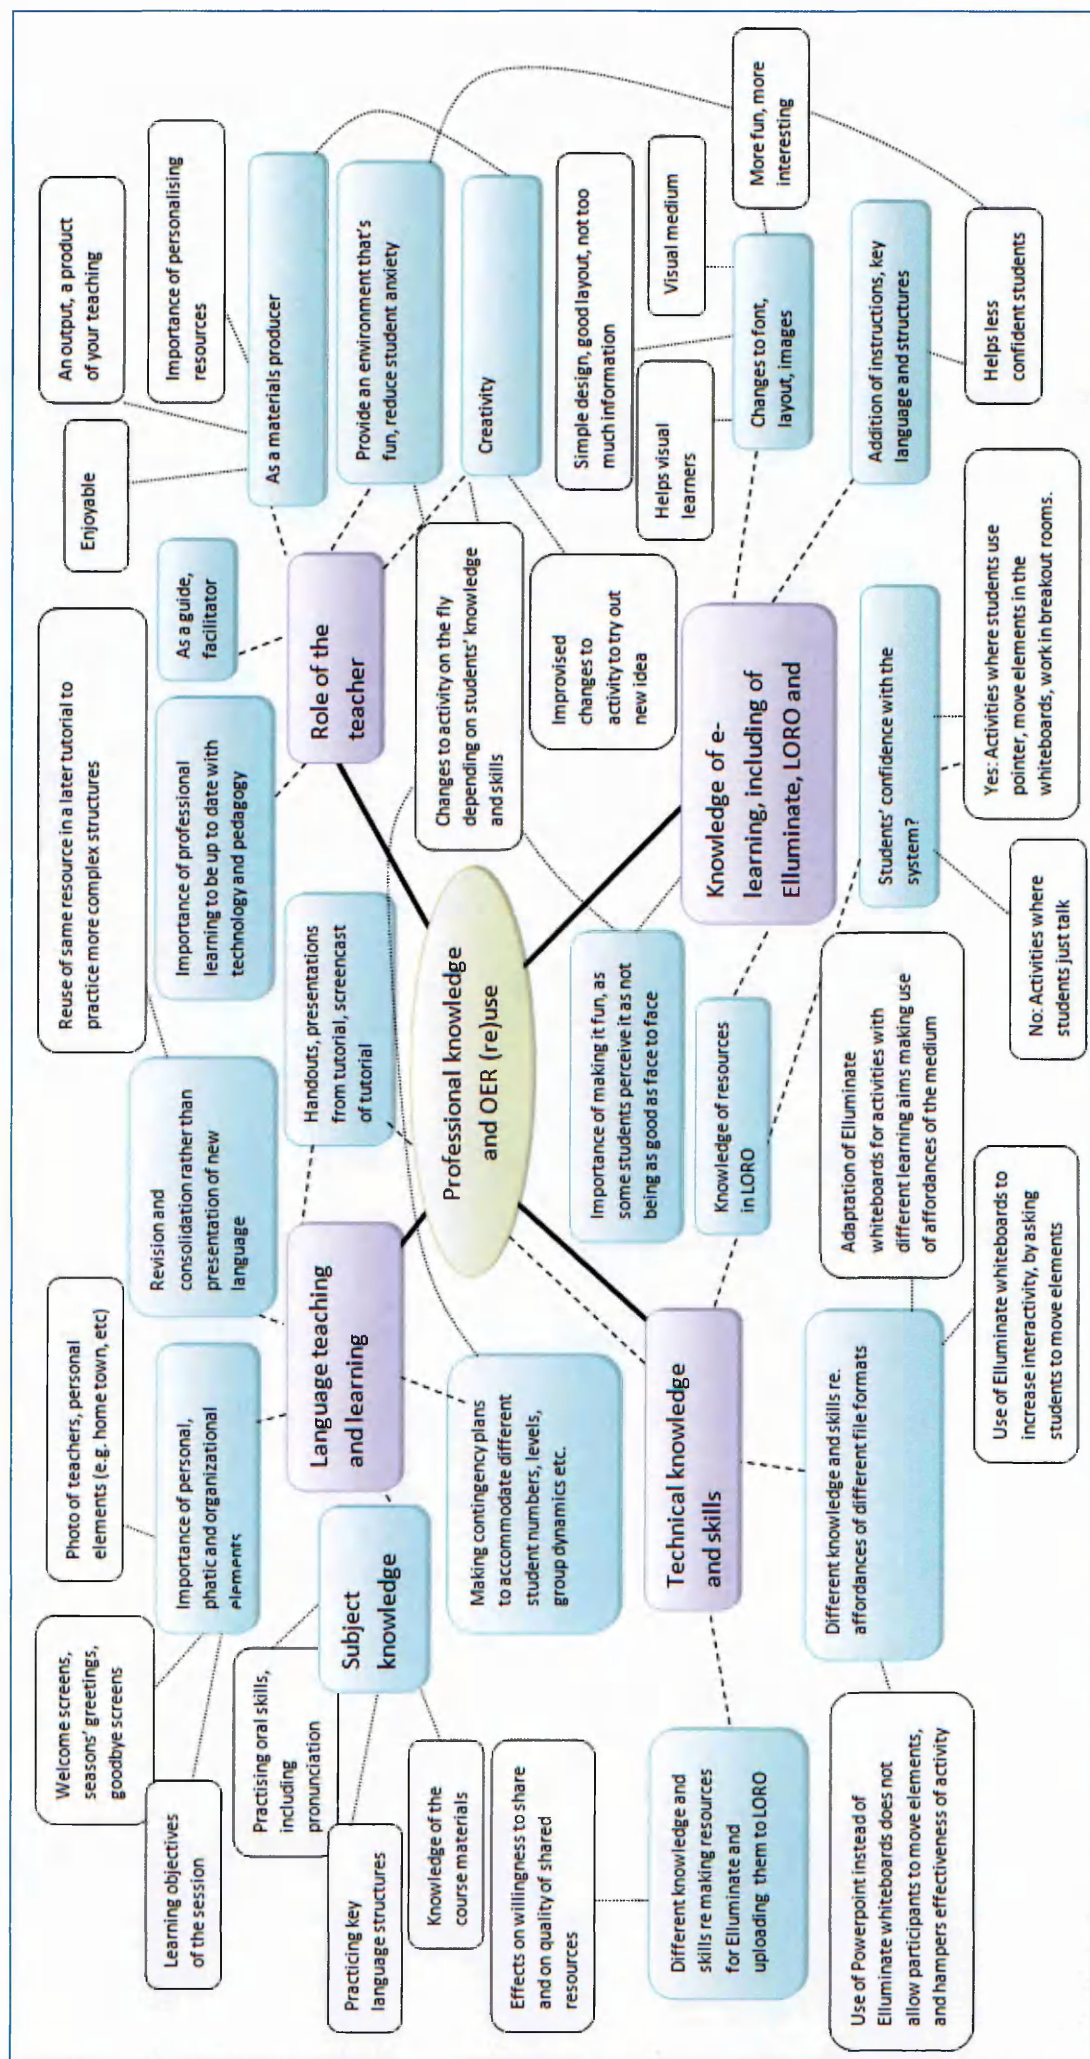 Welcome screens,
seasons' greetings,
goodbye screens
Learning objectives
of the session
Photo of teachers, personal
elements (e.g. home town, etc)
Importance of personal,
phatic and organizational
elements
Practising oral skills,
including
pronunciation
Practicing key
language structures
Knowledge of the
course materials
Subject
knowledge
Revision and
consolidation rather than
presentation of new
language
Reuse of same resource in a later tutorial to
practice more complex structures
Language teaching
and learning
Handouts, presentations
from tutorial, screencast
of tutorial
Making contingency plans
to accommodate different
student numbers, levels,
group dynamics etc.
Importance of professional
learning to be up to date with
technology and pedagogy
As a guide,
facilitator
Role of the
teacher
Enjoyable
An output, a product
of your teaching
Importance of personalising
resources
As a materials producer
Provide an environment that's
fun, reduce student anxiety
Creativity
Changes to activity on the fly
depending on students' knowledge
and skills
Improvised
changes to
activity to try out
new idea
Professional knowledge
and OER (re)use
Effects on willingness to share
and on quality of shared
resources
Different knowledge and
skills re making resources
for Elluminate and
uploading them to LORO
Technical knowledge
and skills
Importance of making it fun, as
some students perceive it as not
being as good as face to face
Knowledge of resources
in LORO
Knowledge of e-
learning, including of
Elluminate, LORO and
Helps visual
learners
Simple design, good layout, not too
much information
Visual medium
More fun, more
interesting
Changes to font,
layout, images
Addition of instructions, key
language and structures
Helps less
confident students
Students' confidence with the
system?
Yes: Activities where students use
pointer, move elements in the
whiteboards, work in breakout rooms.
No: Activities where
students just talk
Different knowledge and skills re.
affordances of different file formats
Adaptation of Elluminate
whiteboards for activities with
different learning aims making use
of affordances of the medium
Use of Elluminate whiteboards to
increase interactivity, by asking
students to move elements
Use of Powerpoint instead of
Elluminate whiteboards does not
allow participants to move elements,
and hampers effectiveness of activity